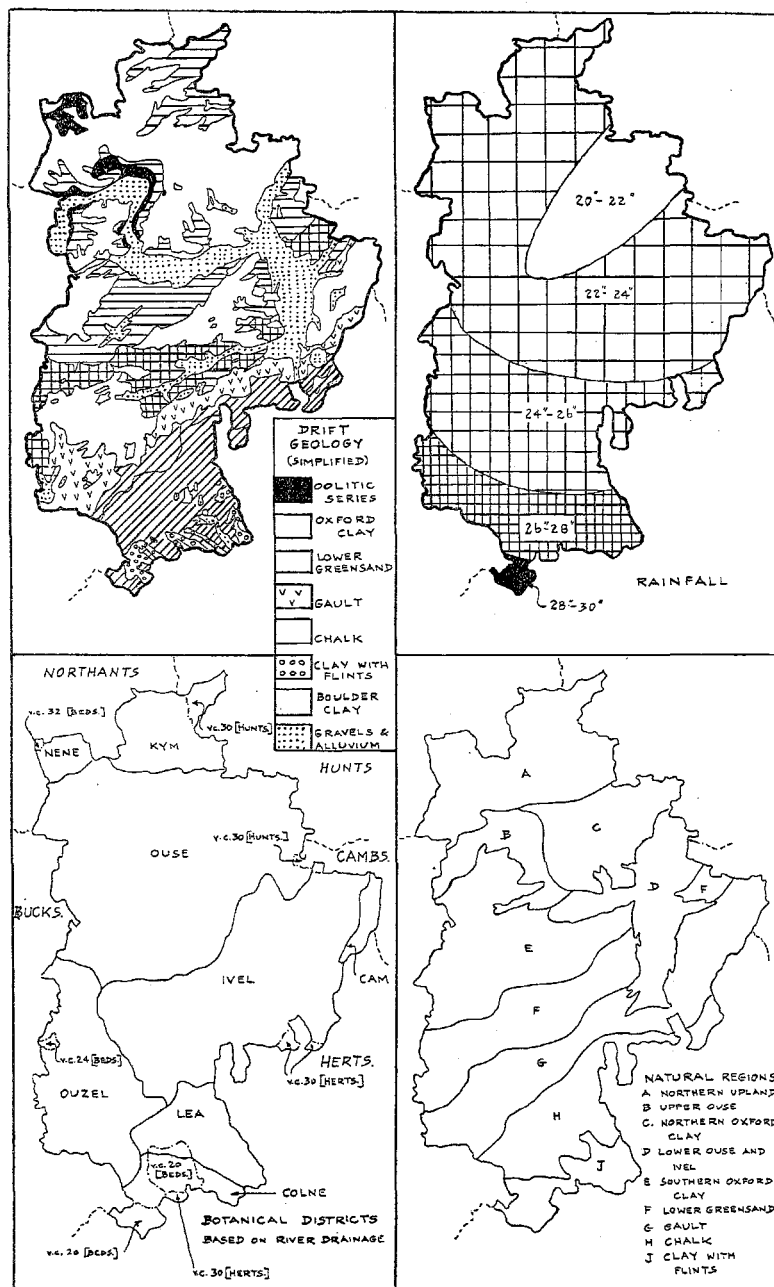 DRIFT
GEOLOGY
(SIMPLIFIED)
OOLITIC
SERIES
OXFORD
CLAY
LOWER
GREENSAND
GAULT
CHALK
CLAY WITH
FLINTS
BOULDER
CLAY
GRAVELS &
ALLUVIUM
20"-22"
22"-24"
24"-26"
26"-28"
28"-30"
RAINFALL
NORTHANTS
v.c.32 [BEDS.]
NENE
KYM
v.c.30 [HUNTS.]
HUNTS
v.c.30 [HUNTS.]
OUSE
CAMBS.
BUCKS.
IVEL
CAM
v.c.24 [BEDS.]
HERTS.
v.c.30 [HERTS.]
OUZEL
LEA
v.c.20
[BEDS.]
COLNE
BOTANICAL DISTRICTS
BASED ON RIVER DRAINAGE
v.c.20 [BEDS]
v.c.30 [HERTS.]
A
B
C
D
F
E
F
G
H
J
NATURAL REGIONS
A NORTHERN UPLAND
B UPPER OUSE
C. NORTHERN OXFORD
CLAY
D LOWER OUSE AND
IVEL
E SOUTHERN OXFORD
CLAY
F LOWER GREENSAND
G GAULT
H CHALK
J CLAY WITH
FLINTS